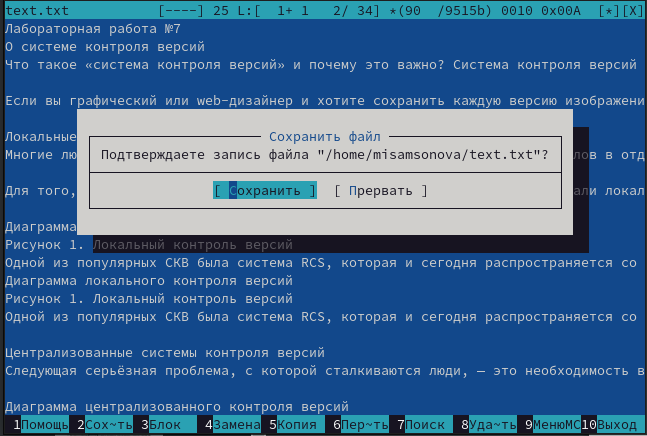 text.txt [----] 25 L:[ 1+ 1 2/ 34] *(90 /9515b) 0010 0x00A [*][X]
Лабораторная работа №7
О системе контроля версий
Что такое «система контроля версий» и почему это важно? Система контроля версий
Если вы графический или web-дизайнер и хотите сохранить каждую версию изображени
Локальные
Сохранить файл
Многие лю
Подтверждаете запись файла "/home/misamsonova/text.txt"?
лов в отд
Для того,
[ Сохранить ] [ Прервать ]
али локал
Диаграмма
Рисунок 1. Локальный контроль версий
Одной из популярных СКВ была система RCS, которая и сегодня распространяется со
Диаграмма локального контроля версий
Рисунок 1. Локальный контроль версий
Одной из популярных СКВ была система RCS, которая и сегодня распространяется со
Централизованные системы контроля версий
Следующая серьёзная проблема, с которой сталкиваются люди, — это необходимость в
Диаграмма централизованного контроля версий
1Помощь 2Сох~ть 3Блок 4Замена 5Копия 6Пер~ть 7Поиск 8Уда~ть 9МенюМС 10Выход